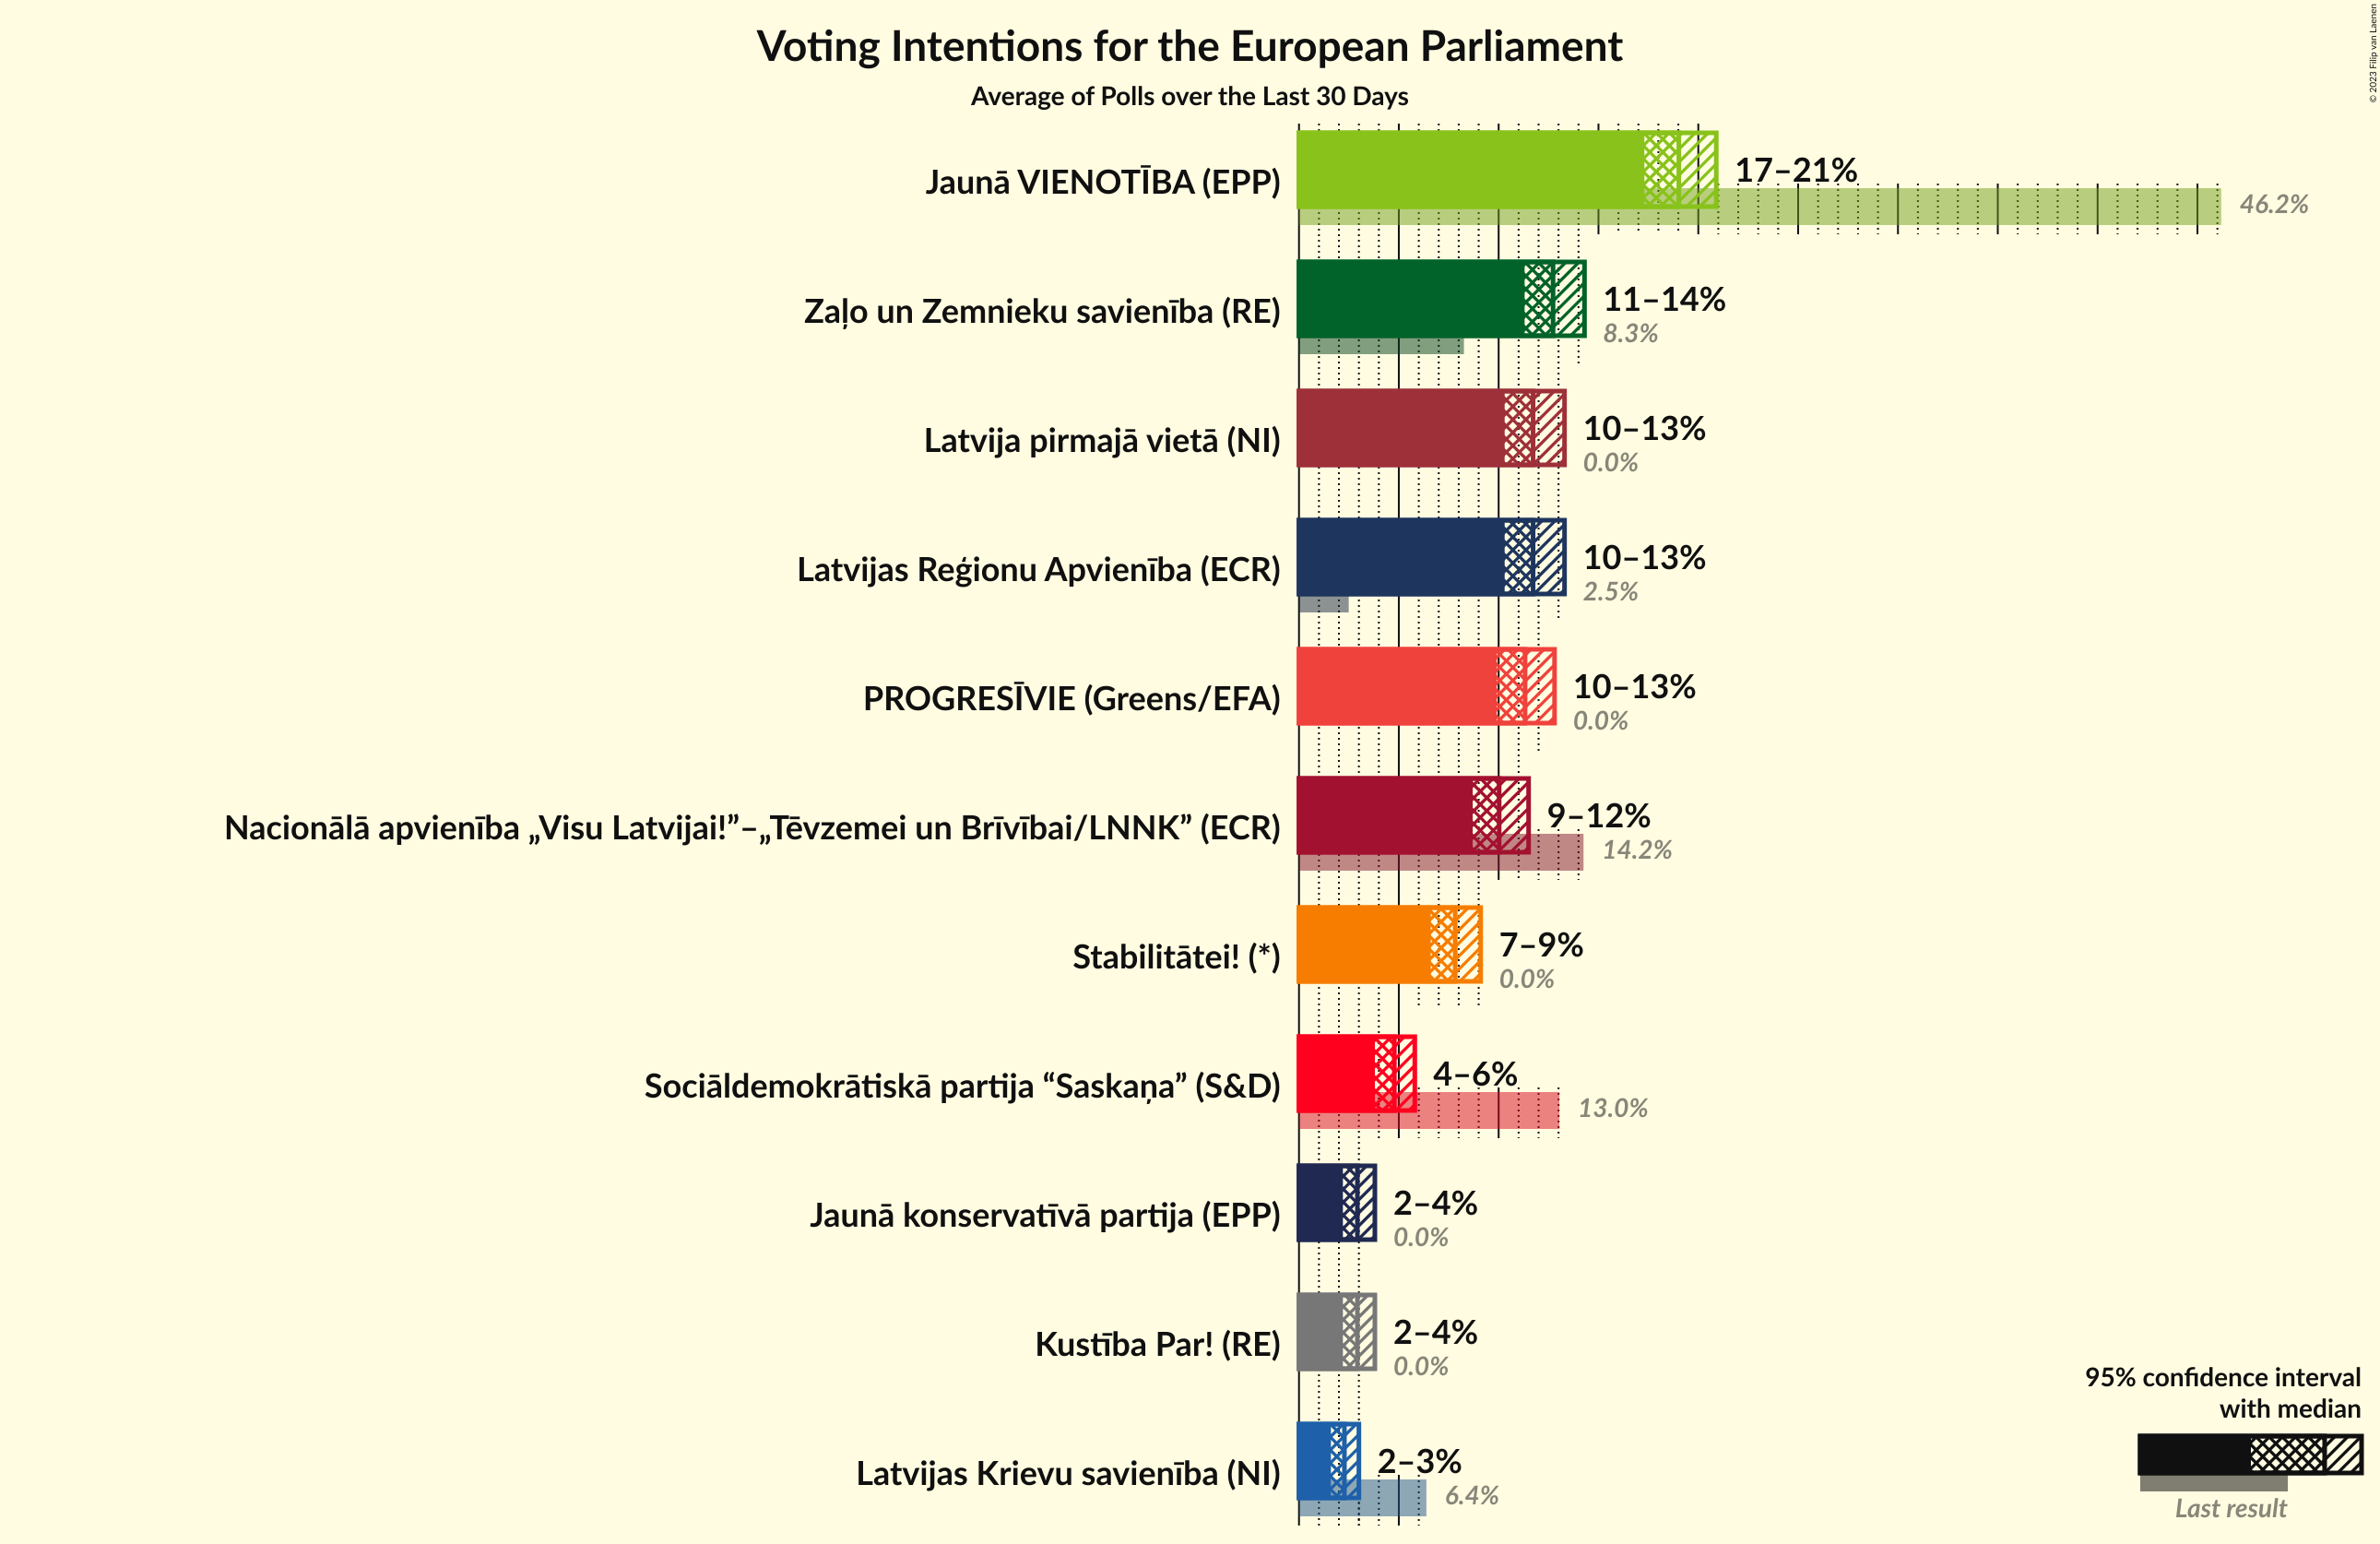 Voting Intentions for the European Parliament
Average of Polls over the Last 30 Days
© 2023 Filip van Laenen
Jaunā VIENOTĪBA (EPP)
17–21%
46.2%
Zaļo un Zemnieku savienība (RE)
11–14%
8.3%
Latvija pirmajā vietā (NI)
10–13%
0.0%
Latvijas Reģionu Apvienība (ECR)
10–13%
2.5%
PROGRESĪVIE (Greens/EFA)
10–13%
0.0%
Nacionālā apvienība „Visu Latvijai!”–„Tēvzemei un Brīvībai/LNNK” (ECR)
9–12%
14.2%
Stabilitātei! (*)
7–9%
0.0%
Sociāldemokrātiskā partija “Saskaņa” (S&D)
4–6%
13.0%
Jaunā konservatīvā partija (EPP)
2–4%
0.0%
Kustība Par! (RE)
2–4%
0.0%
Latvijas Krievu savienība (NI)
2–3%
6.4%
95% confidence interval
with median
Last result